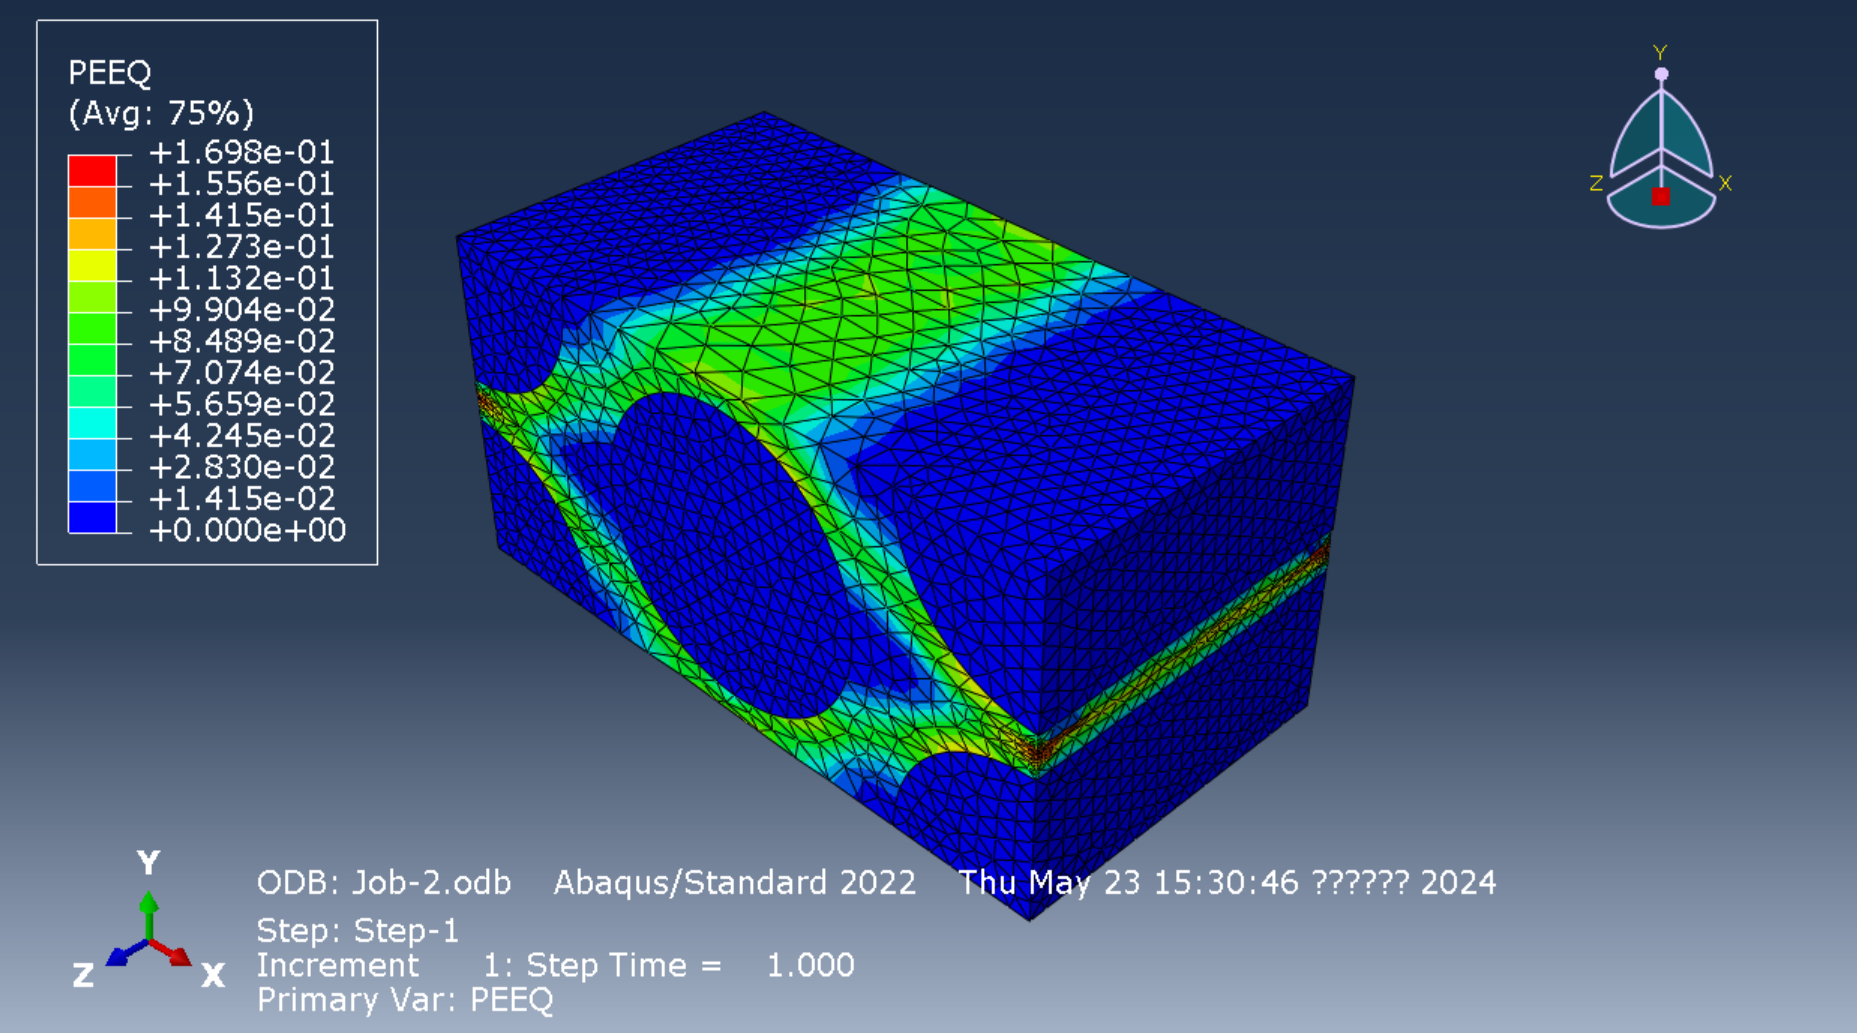 PEEQ
(Avg: 75%)
+1.698e-01
+1.556e-01
+1.415e-01
+1.273e-01
+1.132e-01
+9.904e-02
+8.489e-02
+7.074e-02
+5.659e-02
+4.245e-02
+2.830e-02
+1.415e-02
+0.000e+00
Y
Z X
Y
Z X
ODB: Job-2.odb Abaqus/Standard 2022 Thu May 23 15:30:46 ?????? 2024
Step: Step-1
Increment 1: Step Time = 1.000
Primary Var: PEEQ